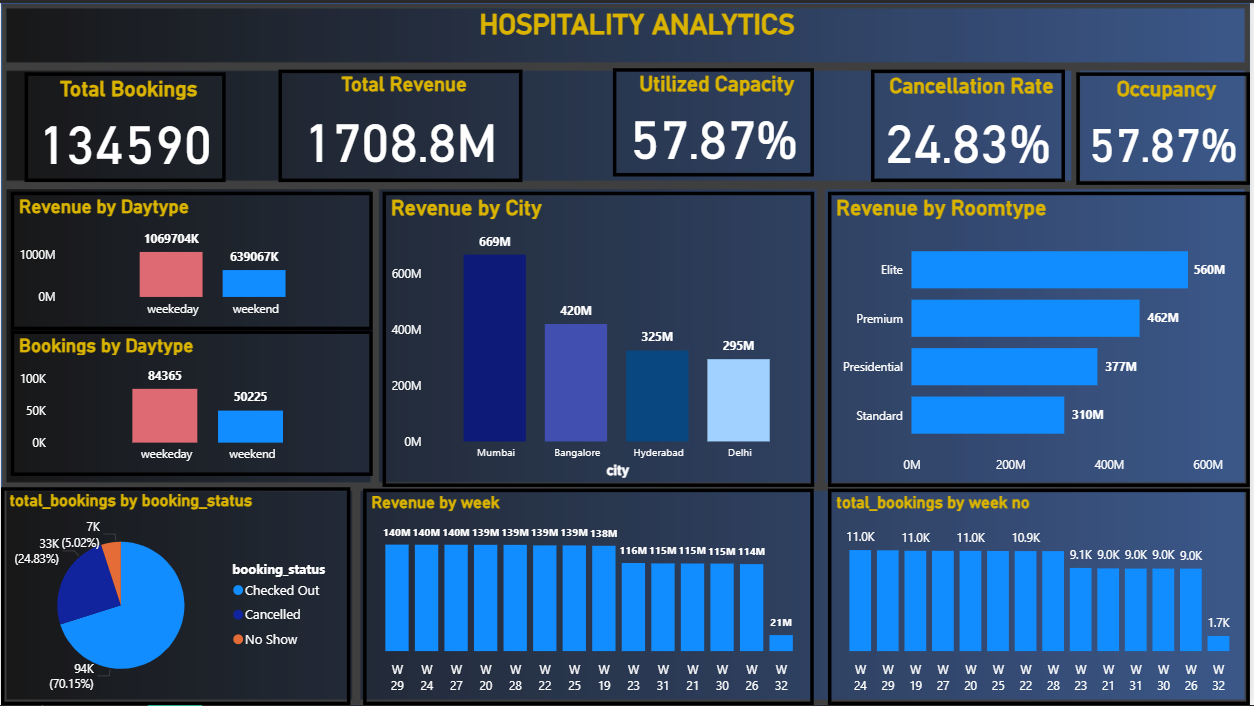 HOSPITALITY ANALYTICS
Total Bookings
134590
Total Revenue
1708.8M
Utilized Capacity
57.87%
Cancellation Rate
24.83%
Occupancy
57.87%
Revenue by Daytype
1000M
0M
1069704K
639067K
weekeday
weekend
Bookings by Daytype
100K
50K
0K
84365
50225
weekeday
weekend
Revenue by City
600M
400M
200M
0M
669M
420M
325M
295M
Mumbai
Bangalore
Hyderabad
Delhi
city
Revenue by Roomtype
Elite
560M
Premium
462M
Presidential
377M
Standard
310M
0M
200M
400M
600M
total_bookings by booking_status
7K
(5.02%)
33K
(24.83%)
94K
(70.15%)
booking_status
Checked Out
Cancelled
No Show
Revenue by week
140M 140M 140M 139M 139M 139M 139M 138M
116M 115M 115M 115M 114M
21M
W W W W W W W W W W W W W W
29 24 27 20 28 22 25 19 23 31 21 30 26 32
total_bookings by week no
11.0K 11.0K 11.0K 10.9K
9.1K 9.0K 9.0K 9.0K 9.0K
1.7K
W W W W W W W W W W W W W W
24 29 19 27 20 25 22 28 23 21 31 30 26 32